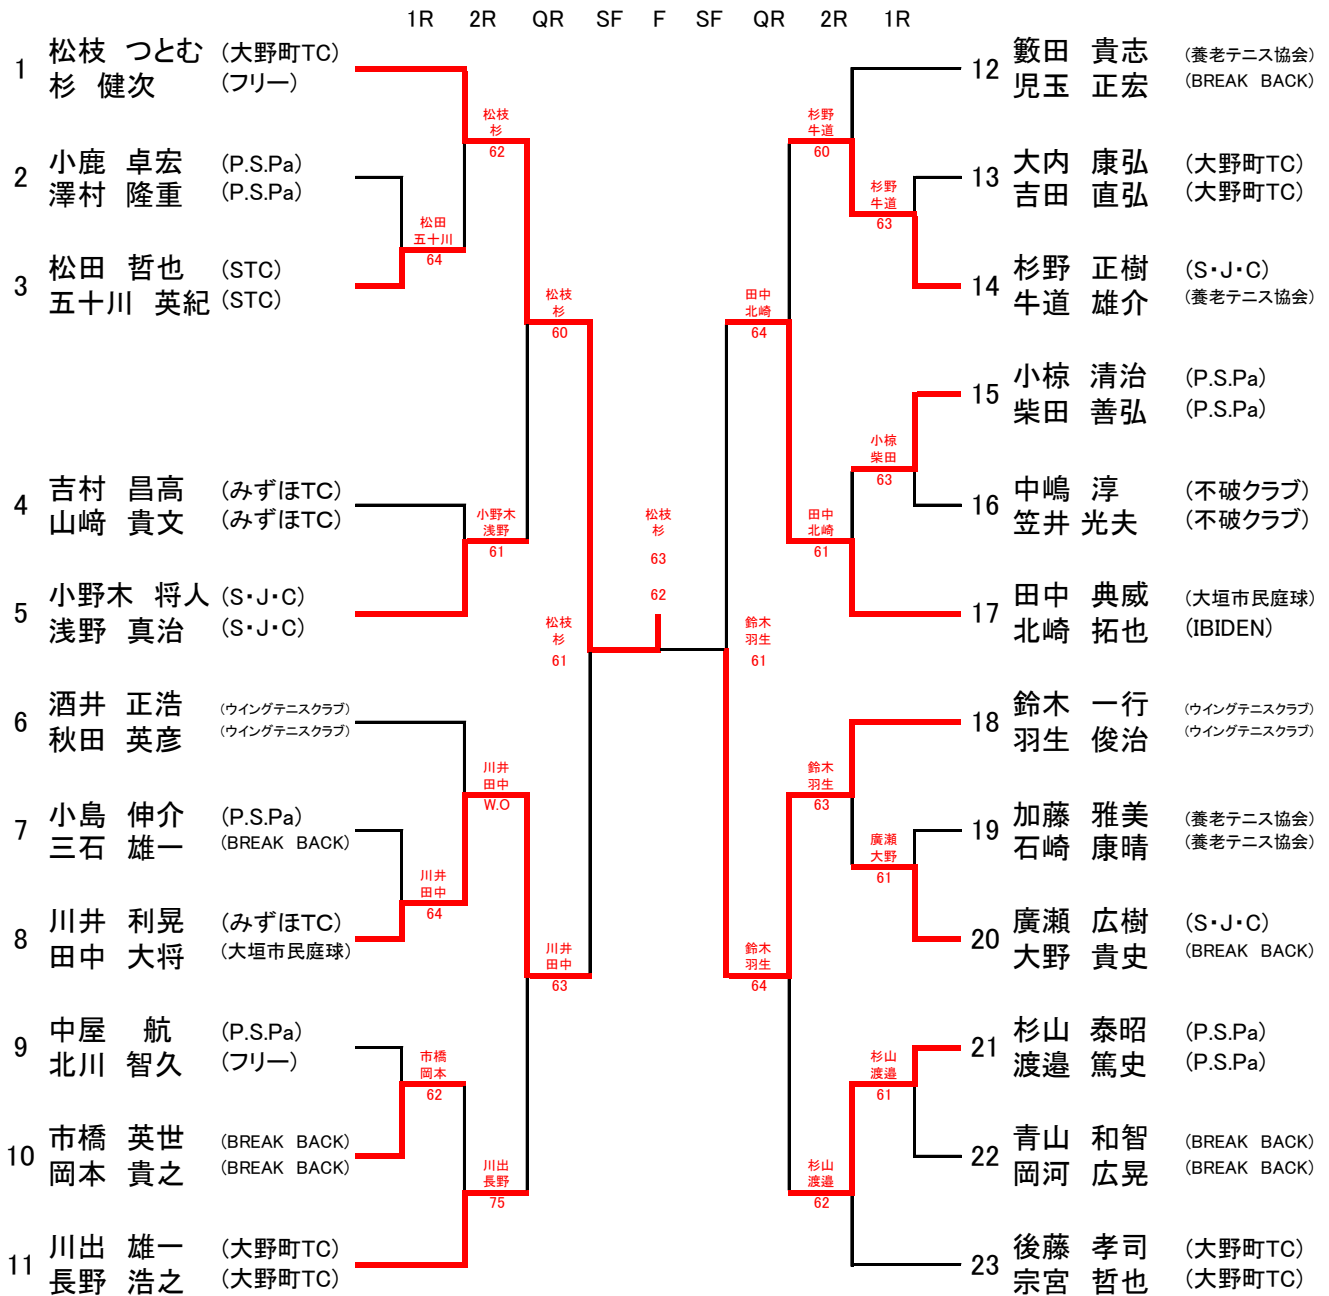 1R 2R QR SF F SF QR 2R 1R
1 松枝 つとむ (大野町TC)
杉 健次 (フリー)
2 小鹿 卓宏 (P.S.Pa)
澤村 隆重 (P.S.Pa)
3 松田 哲也 (STC)
五十川 英紀 (STC)
4 吉村 昌高 (みずほTC)
山﨑 貴文 (みずほTC)
5 小野木 将人 (S・J・C)
浅野 真治 (S・J・C)
6 酒井 正浩 (ウイングテニスクラブ)
秋田 英彦 (ウイングテニスクラブ)
7 小島 伸介 (P.S.Pa)
三石 雄一 (BREAK BACK)
8 川井 利晃 (みずほTC)
田中 大将 (大垣市民庭球)
9 中屋 航 (P.S.Pa)
北川 智久 (フリー)
10 市橋 英世 (BREAK BACK)
岡本 貴之 (BREAK BACK)
11 川出 雄一 (大野町TC)
長野 浩之 (大野町TC)
松田
五十川
64
川井
田中
64
市橋
岡本
62
松枝
杉
62
小野木
浅野
61
川井
田中
W.O
川出
長野
75
松枝
杉
60
川井
田中
63
松枝
杉
61
松枝
杉
63
62
鈴木
羽生
61
田中
北崎
64
鈴木
羽生
64
杉野
牛道
60
田中
北崎
61
鈴木
羽生
63
杉山
渡邉
62
杉野
牛道
63
小椋
柴田
63
廣瀬
大野
61
杉山
渡邉
61
12 籔田 貴志 (養老テニス協会)
児玉 正宏 (BREAK BACK)
13 大内 康弘 (大野町TC)
吉田 直弘 (大野町TC)
14 杉野 正樹 (S・J・C)
牛道 雄介 (養老テニス協会)
15 小椋 清治 (P.S.Pa)
柴田 善弘 (P.S.Pa)
16 中嶋 淳 (不破クラブ)
笠井 光夫 (不破クラブ)
17 田中 典威 (大垣市民庭球)
北崎 拓也 (IBIDEN)
18 鈴木 一行 (ウイングテニスクラブ)
羽生 俊治 (ウイングテニスクラブ)
19 加藤 雅美 (養老テニス協会)
石崎 康晴 (養老テニス協会)
20 廣瀬 広樹 (S・J・C)
大野 貴史 (BREAK BACK)
21 杉山 泰昭 (P.S.Pa)
渡邉 篤史 (P.S.Pa)
22 青山 和智 (BREAK BACK)
岡河 広晃 (BREAK BACK)
23 後藤 孝司 (大野町TC)
宗宮 哲也 (大野町TC)